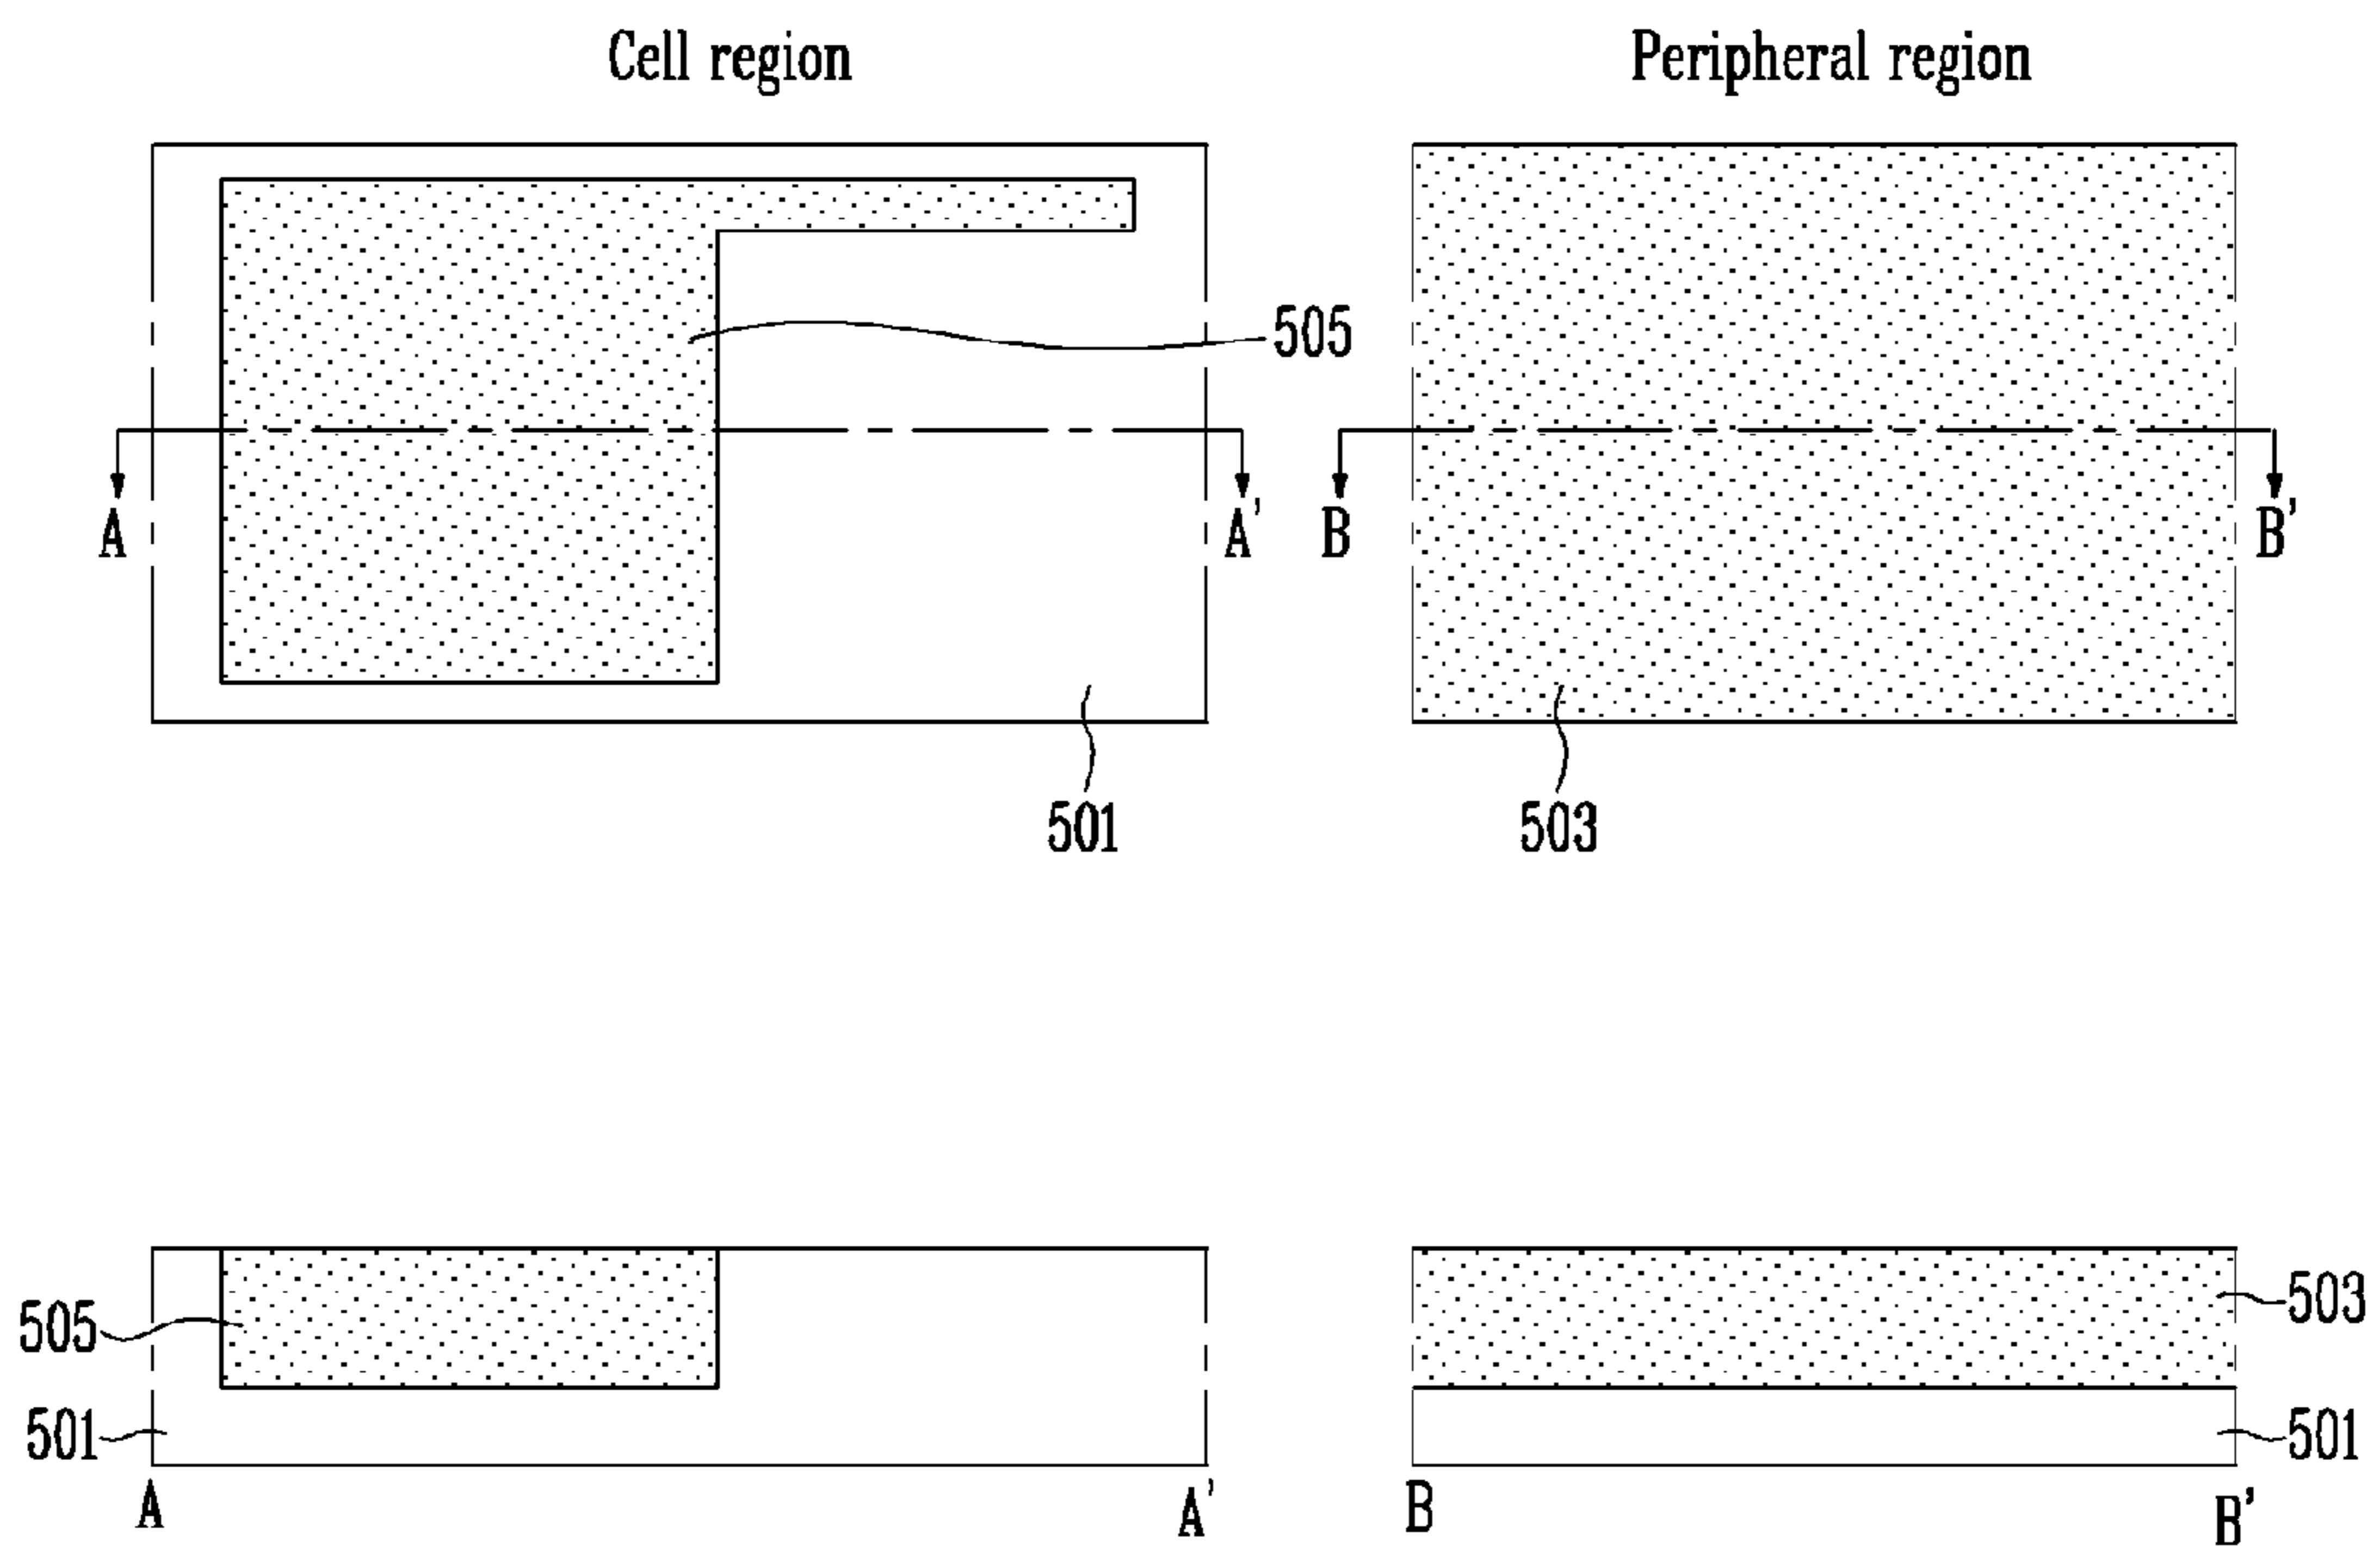 Cell region
Peripheral region
505
A
A'
B
B'
501
503
505
503
501
501
A
A'
B
B'